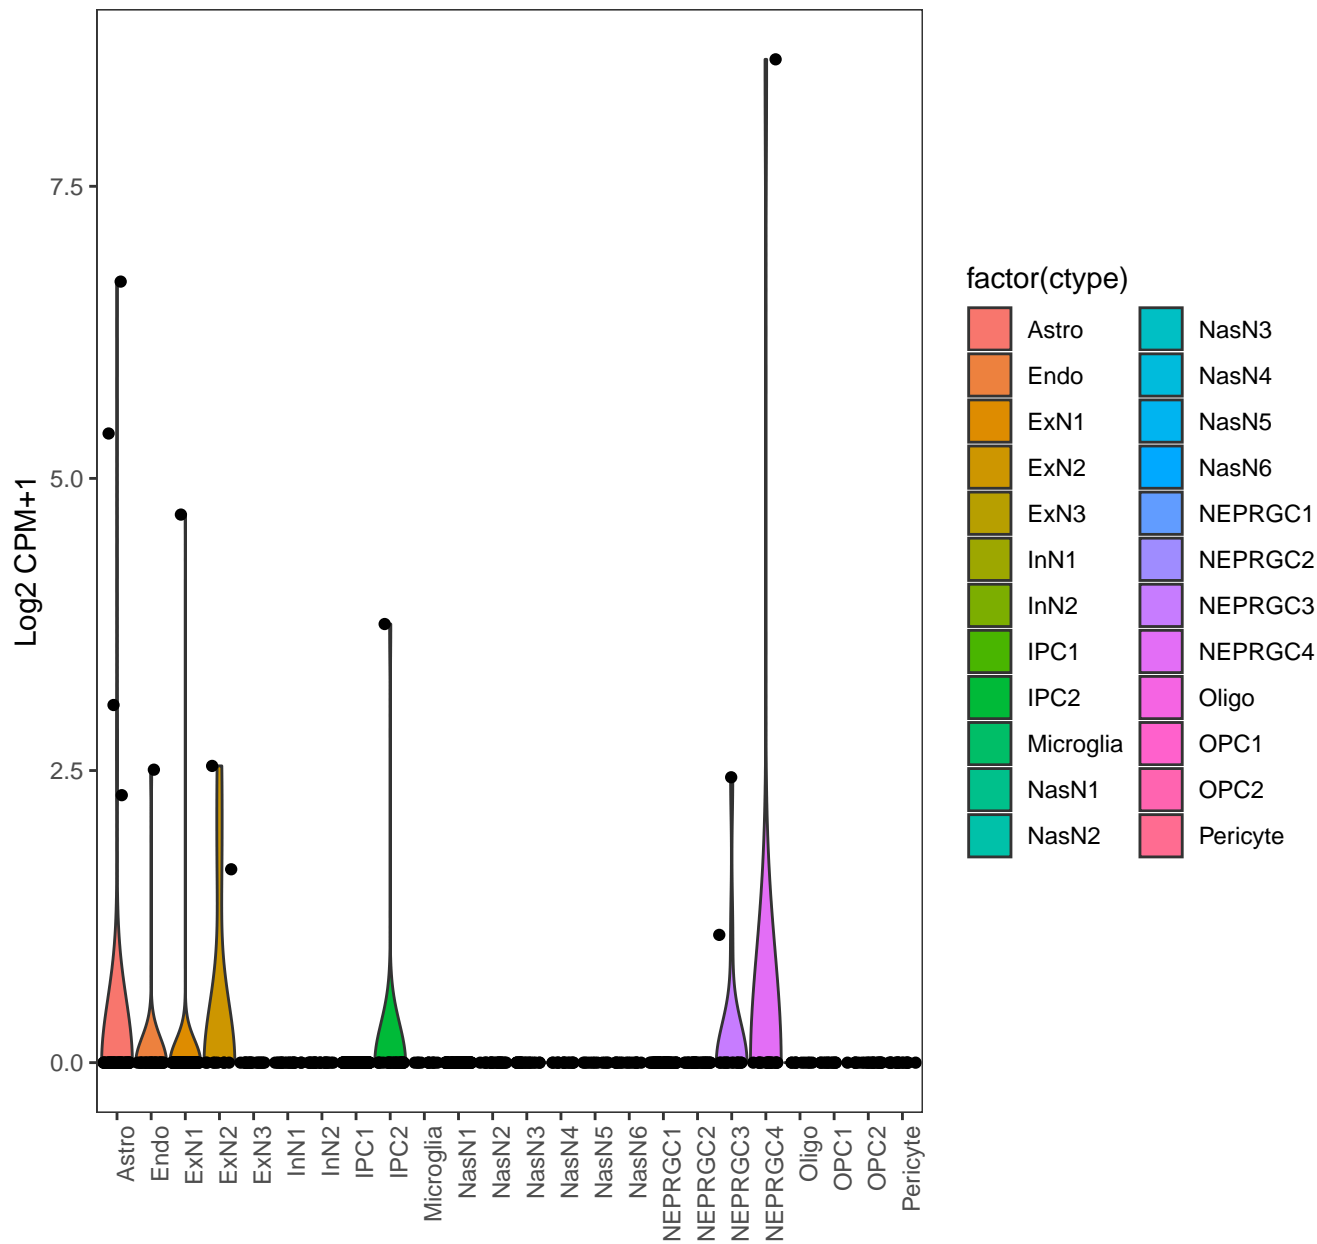 7.5
5.0
2.5
0.0
Log2 CPM+1
Astro
Endo
ExN1
ExN2
ExN3
InN1
InN2
IPC1
IPC2
Microglia
NasN1
NasN2
NasN3
NasN4
NasN5
NasN6
NEPRGC1
NEPRGC2
NEPRGC3
NEPRGC4
Oligo
OPC1
OPC2
Pericyte
factor(ctype)
Astro
Endo
ExN1
ExN2
ExN3
InN1
InN2
IPC1
IPC2
Microglia
NasN1
NasN2
NasN3
NasN4
NasN5
NasN6
NEPRGC1
NEPRGC2
NEPRGC3
NEPRGC4
Oligo
OPC1
OPC2
Pericyte